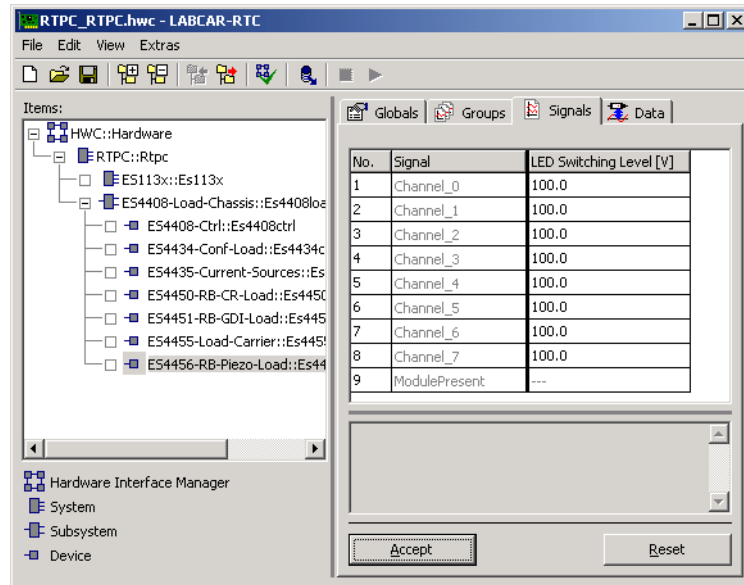 RTPC_RTPC.hwc - LABCAR-RTC
File Edit View Extras
Items:
HWC::Hardware
RTPC::Rtpc
ES113x::Es113x
ES4408-Load-Chassis::Es4408loa
ES4408-Ctrl::Es4408ctrl
ES4434-Conf-Load::Es4434c
ES4435-Current-Sources::Es
ES4450-RB-CR-Load::Es4450
ES4451-RB-GDI-Load::Es445
ES4455-Load-Carrier::Es445
ES4456-RB-Piezo-Load::Es44
Hardware Interface Manager
System
Subsystem
Device
Globals Groups Signals Data
No. Signal LED Switching Level [V]
1 Channel_0 100.0
2 Channel_1 100.0
3 Channel_2 100.0
4 Channel_3 100.0
5 Channel_4 100.0
6 Channel_5 100.0
7 Channel_6 100.0
8 Channel_7 100.0
9 ModulePresent ---
Accept Reset